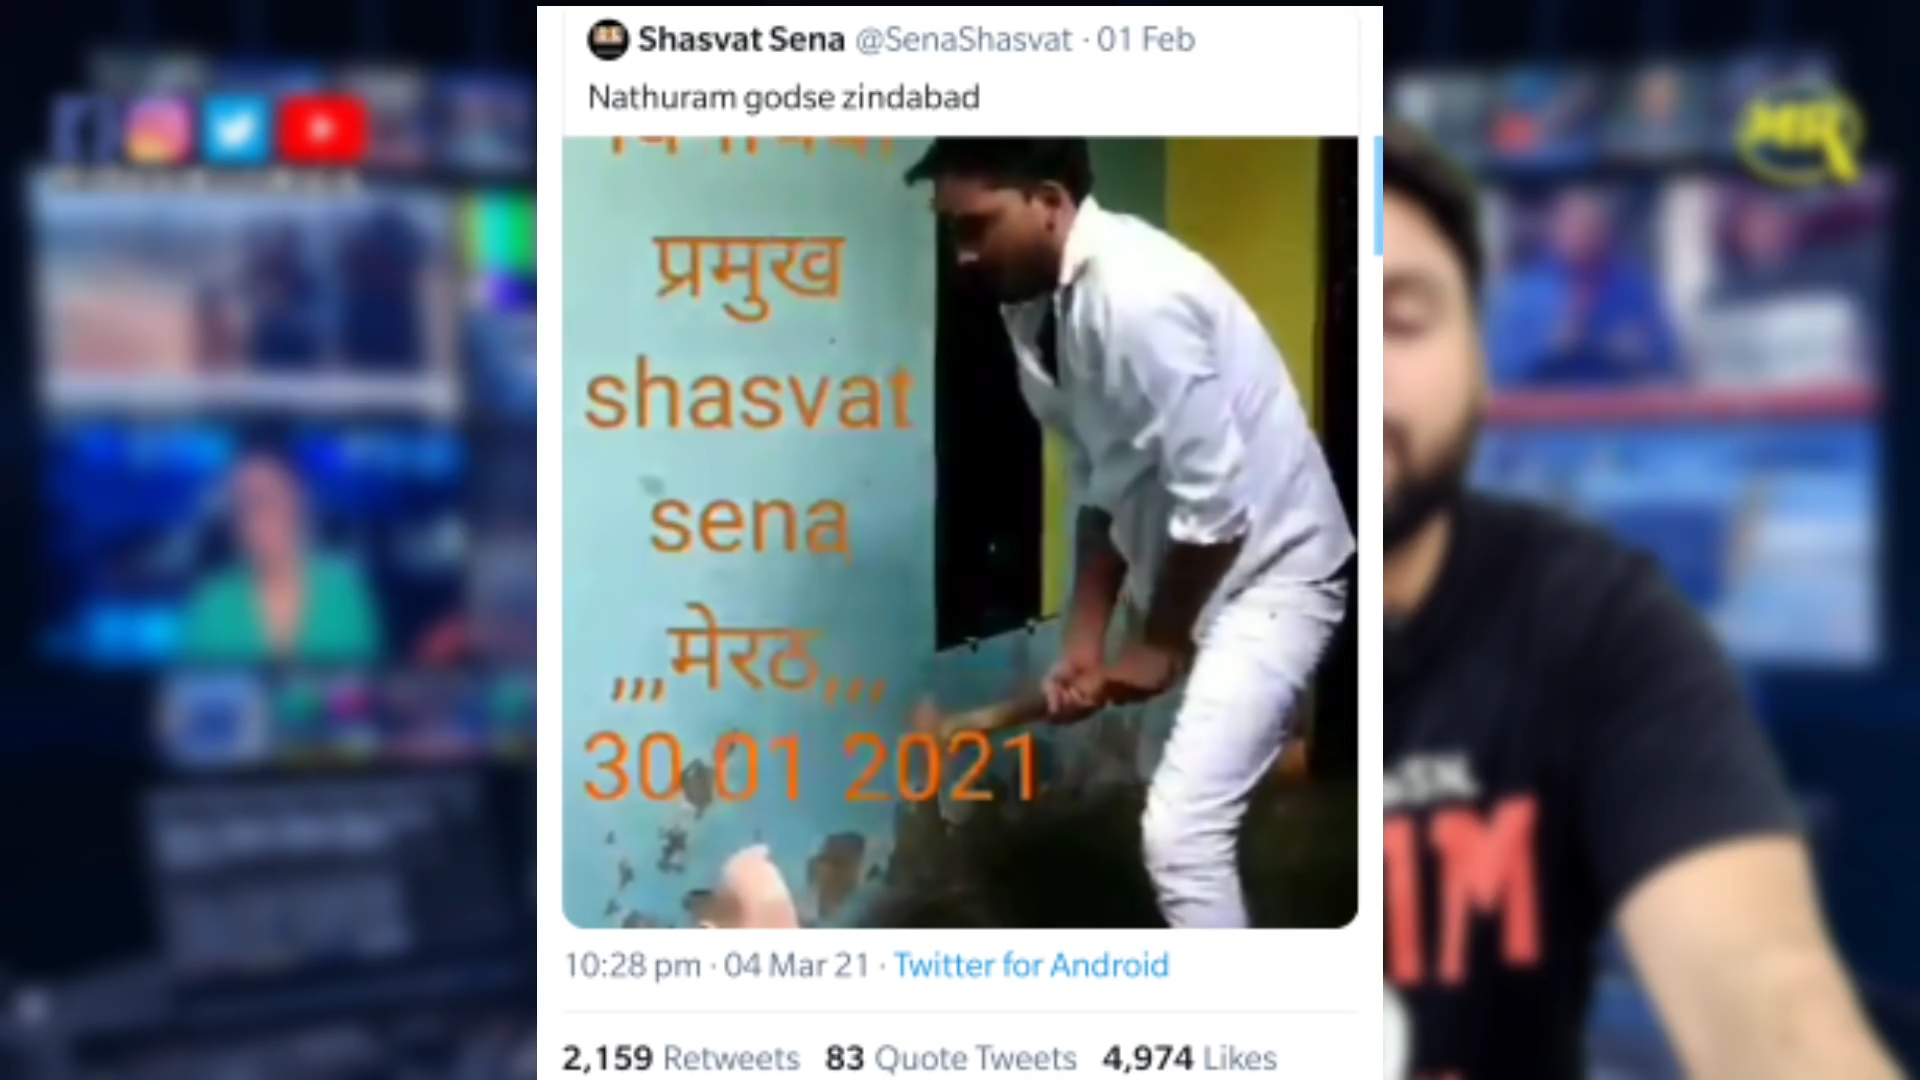 Shasvat Sena @SenaShasvat · 01 Feb
Nathuram godse zindabad
प्रमुख
shasvat
sena
,,,मेरठ,,,
30 01 2021
10:28 pm · 04 Mar 21 · Twitter for Android
2,159 Retweets 83 Quote Tweets 4,974 Likes